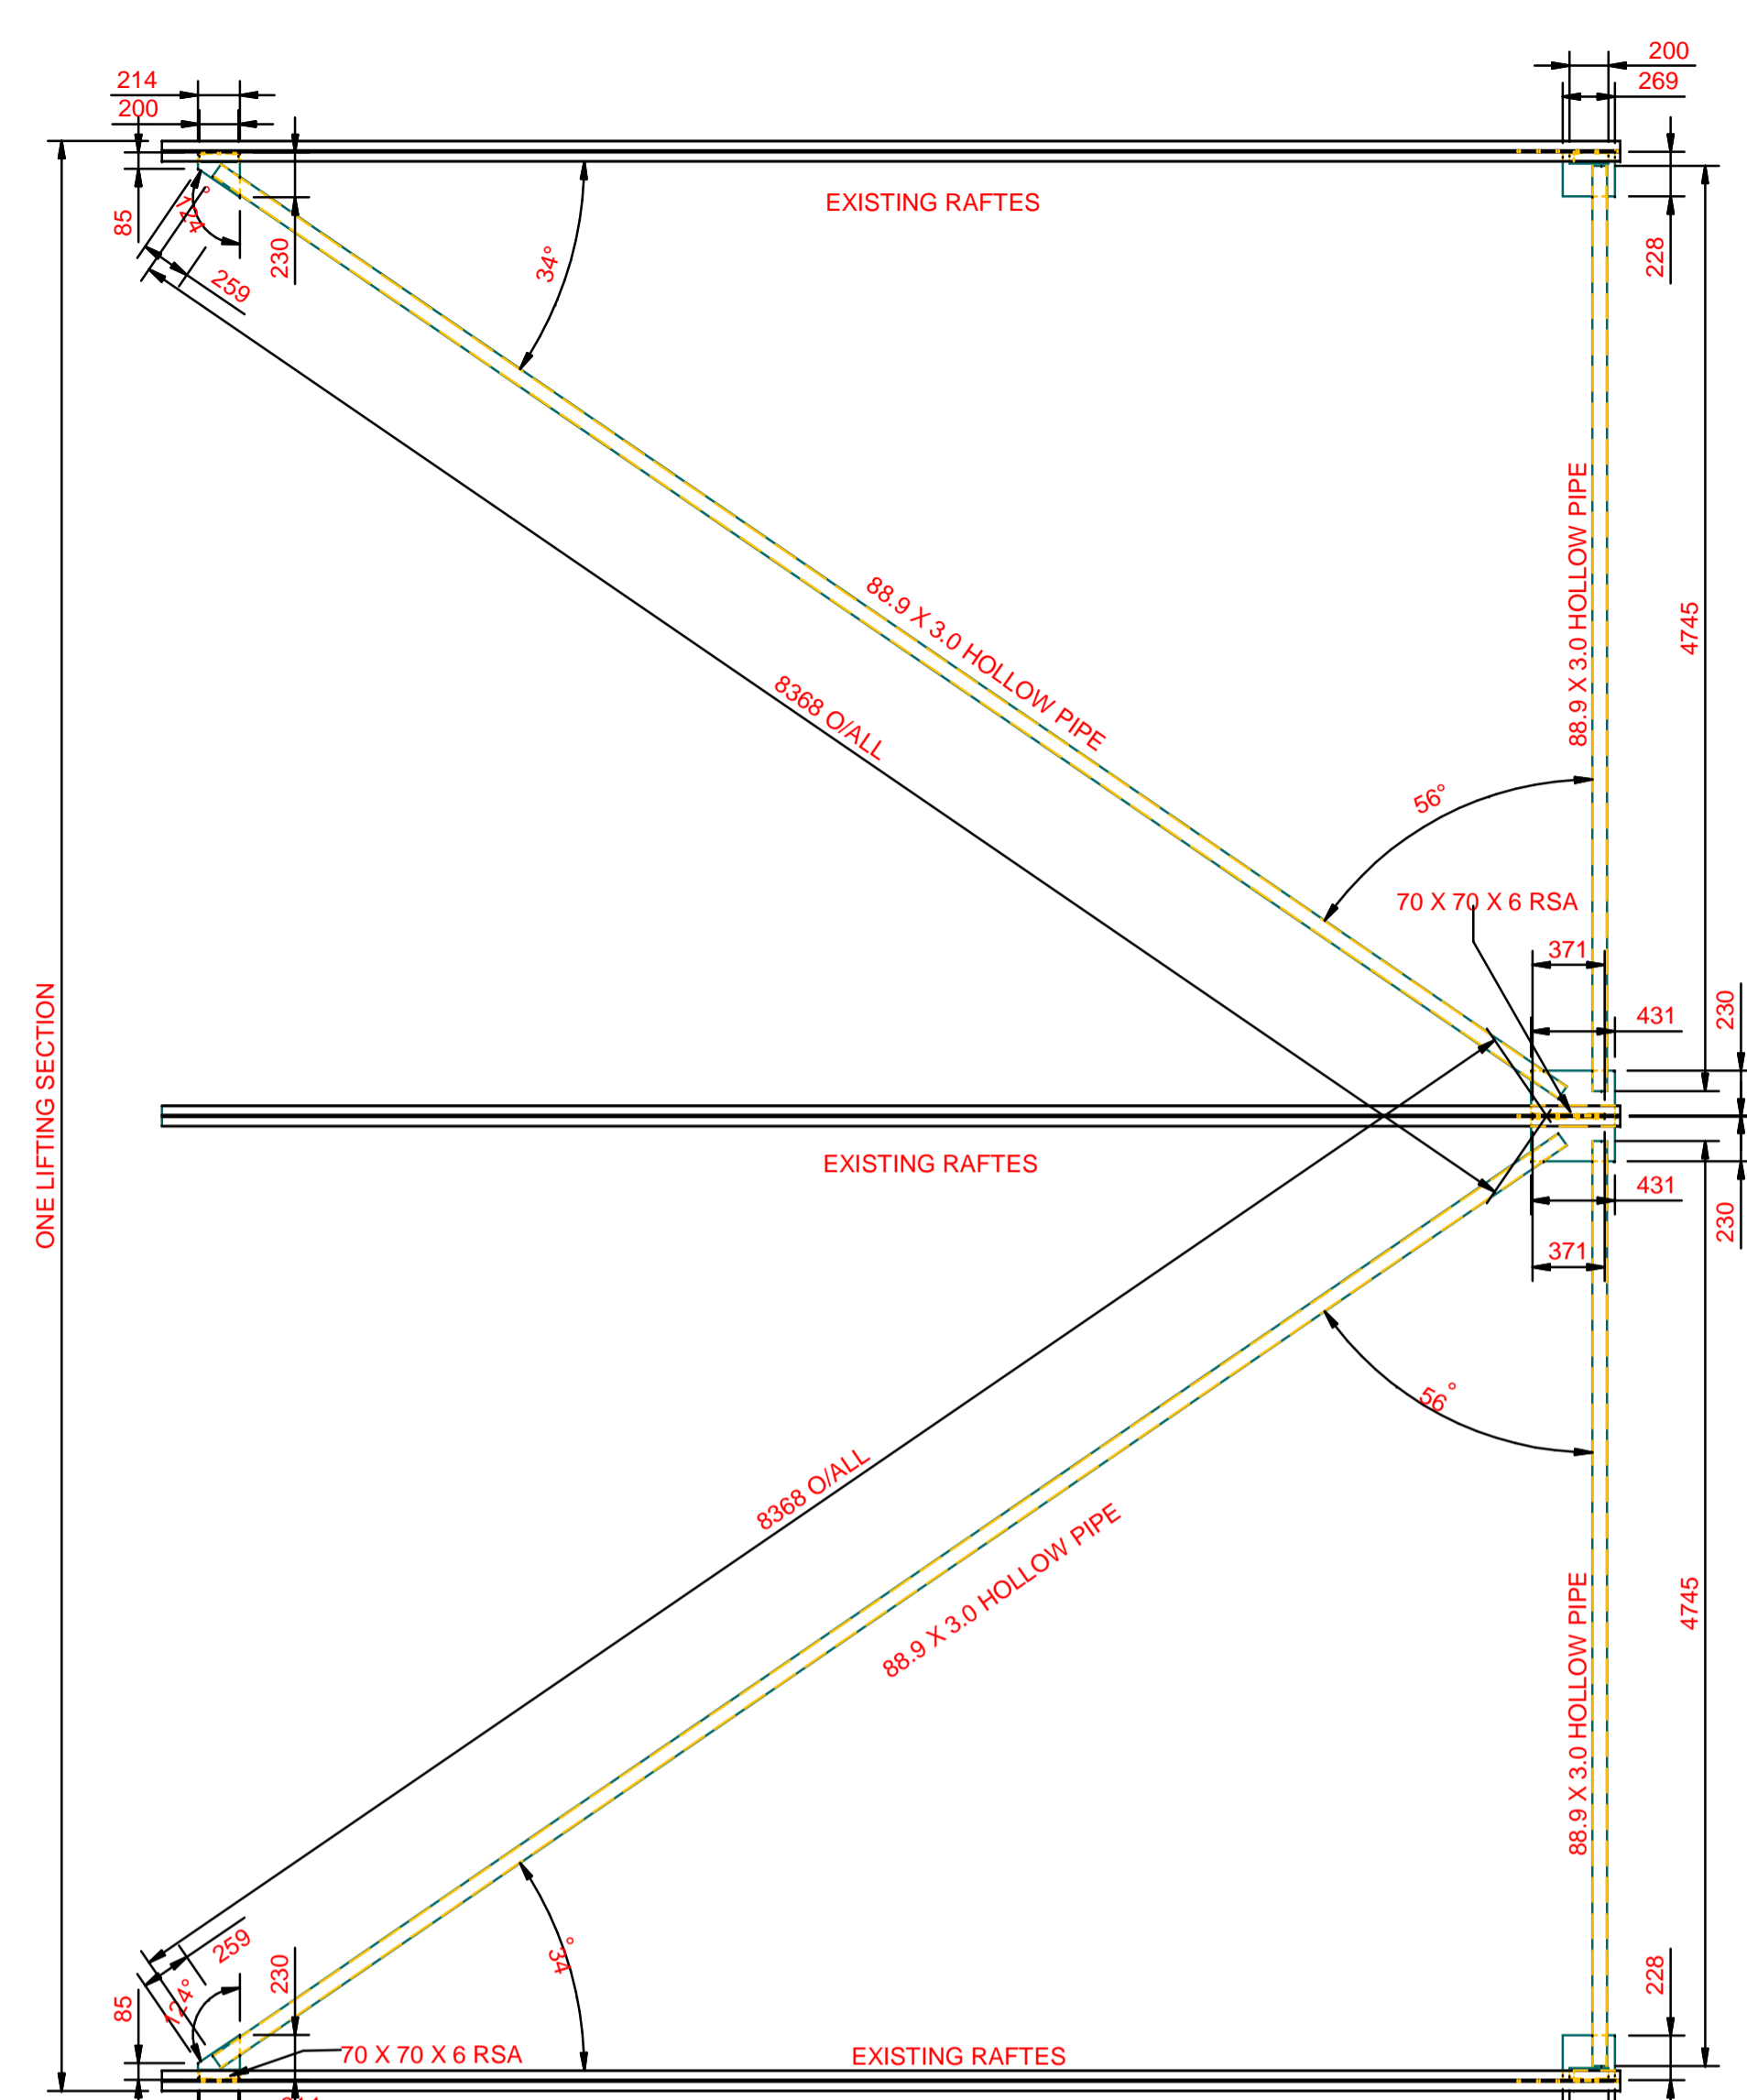 200
214
269
200
EXISTING RAFTES
85
124°
230
228
34°
259
88.9 X 3.0 HOLLOW PIPE
88.9 X 3.0 HOLLOW PIPE
4745
8368 O/ALL
56°
70 X 70 X 6 RSA
371
230
431
ONE LIFTING SECTION
EXISTING RAFTES
431
230
371
56°
8368 O/ALL
88.9 X 3.0 HOLLOW PIPE
88.9 X 3.0 HOLLOW PIPE
4745
259
34°
230
228
124°
85
70 X 70 X 6 RSA
EXISTING RAFTES